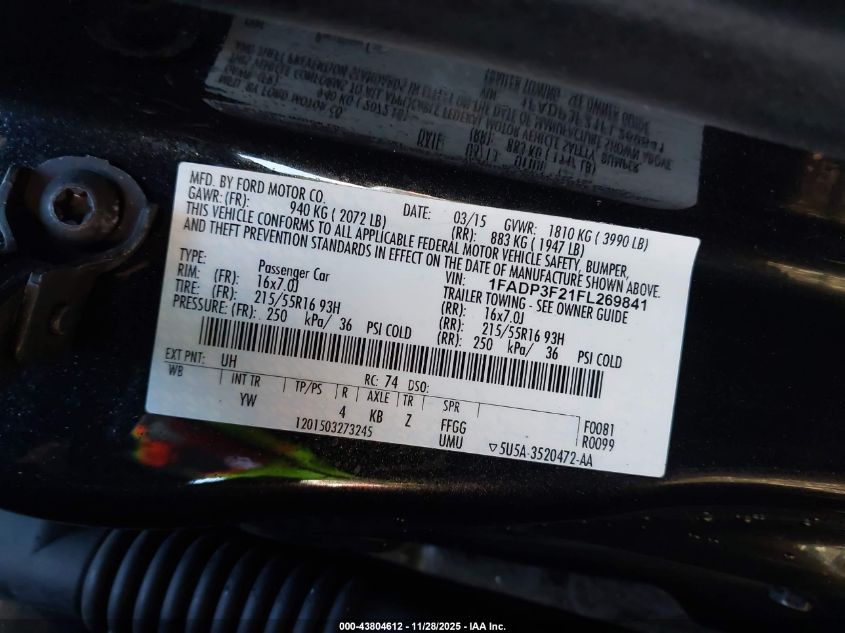 MFD. BY FORD MOTOR CO.
DATE: 03/15 GVWR: 1810 KG ( 3990 LB)
GAWR: (FR): 940 KG ( 2072 LB) (RR): 883 KG ( 1947 LB)
THIS VEHICLE CONFORMS TO ALL APPLICABLE FEDERAL MOTOR VEHICLE SAFETY, BUMPER,
AND THEFT PREVENTION STANDARDS IN EFFECT ON THE DATE OF MANUFACTURE SHOWN ABOVE.
VIN: 1FADP3F21FL269841
TYPE: Passenger Car TRAILER TOWING - SEE OWNER GUIDE
RIM: (FR): 16x7.0J (RR): 16x7.0J
TIRE: (FR): 215/55R16 93H (RR): 215/55R16 93H
PRESSURE: (FR): 250 kPa/ 36 PSI COLD (RR): 250 kPa/ 36 PSI COLD
EXT PNT: UH RC: 74 DSO:
WB INT TR TP/PS R AXLE TR SPR
YW 4 KB Z FFGG F0081
1201503273245 UMU ▽5U5A-3520472-AA R0099
000-43804612 - 11/28/2025 - IAA Inc.